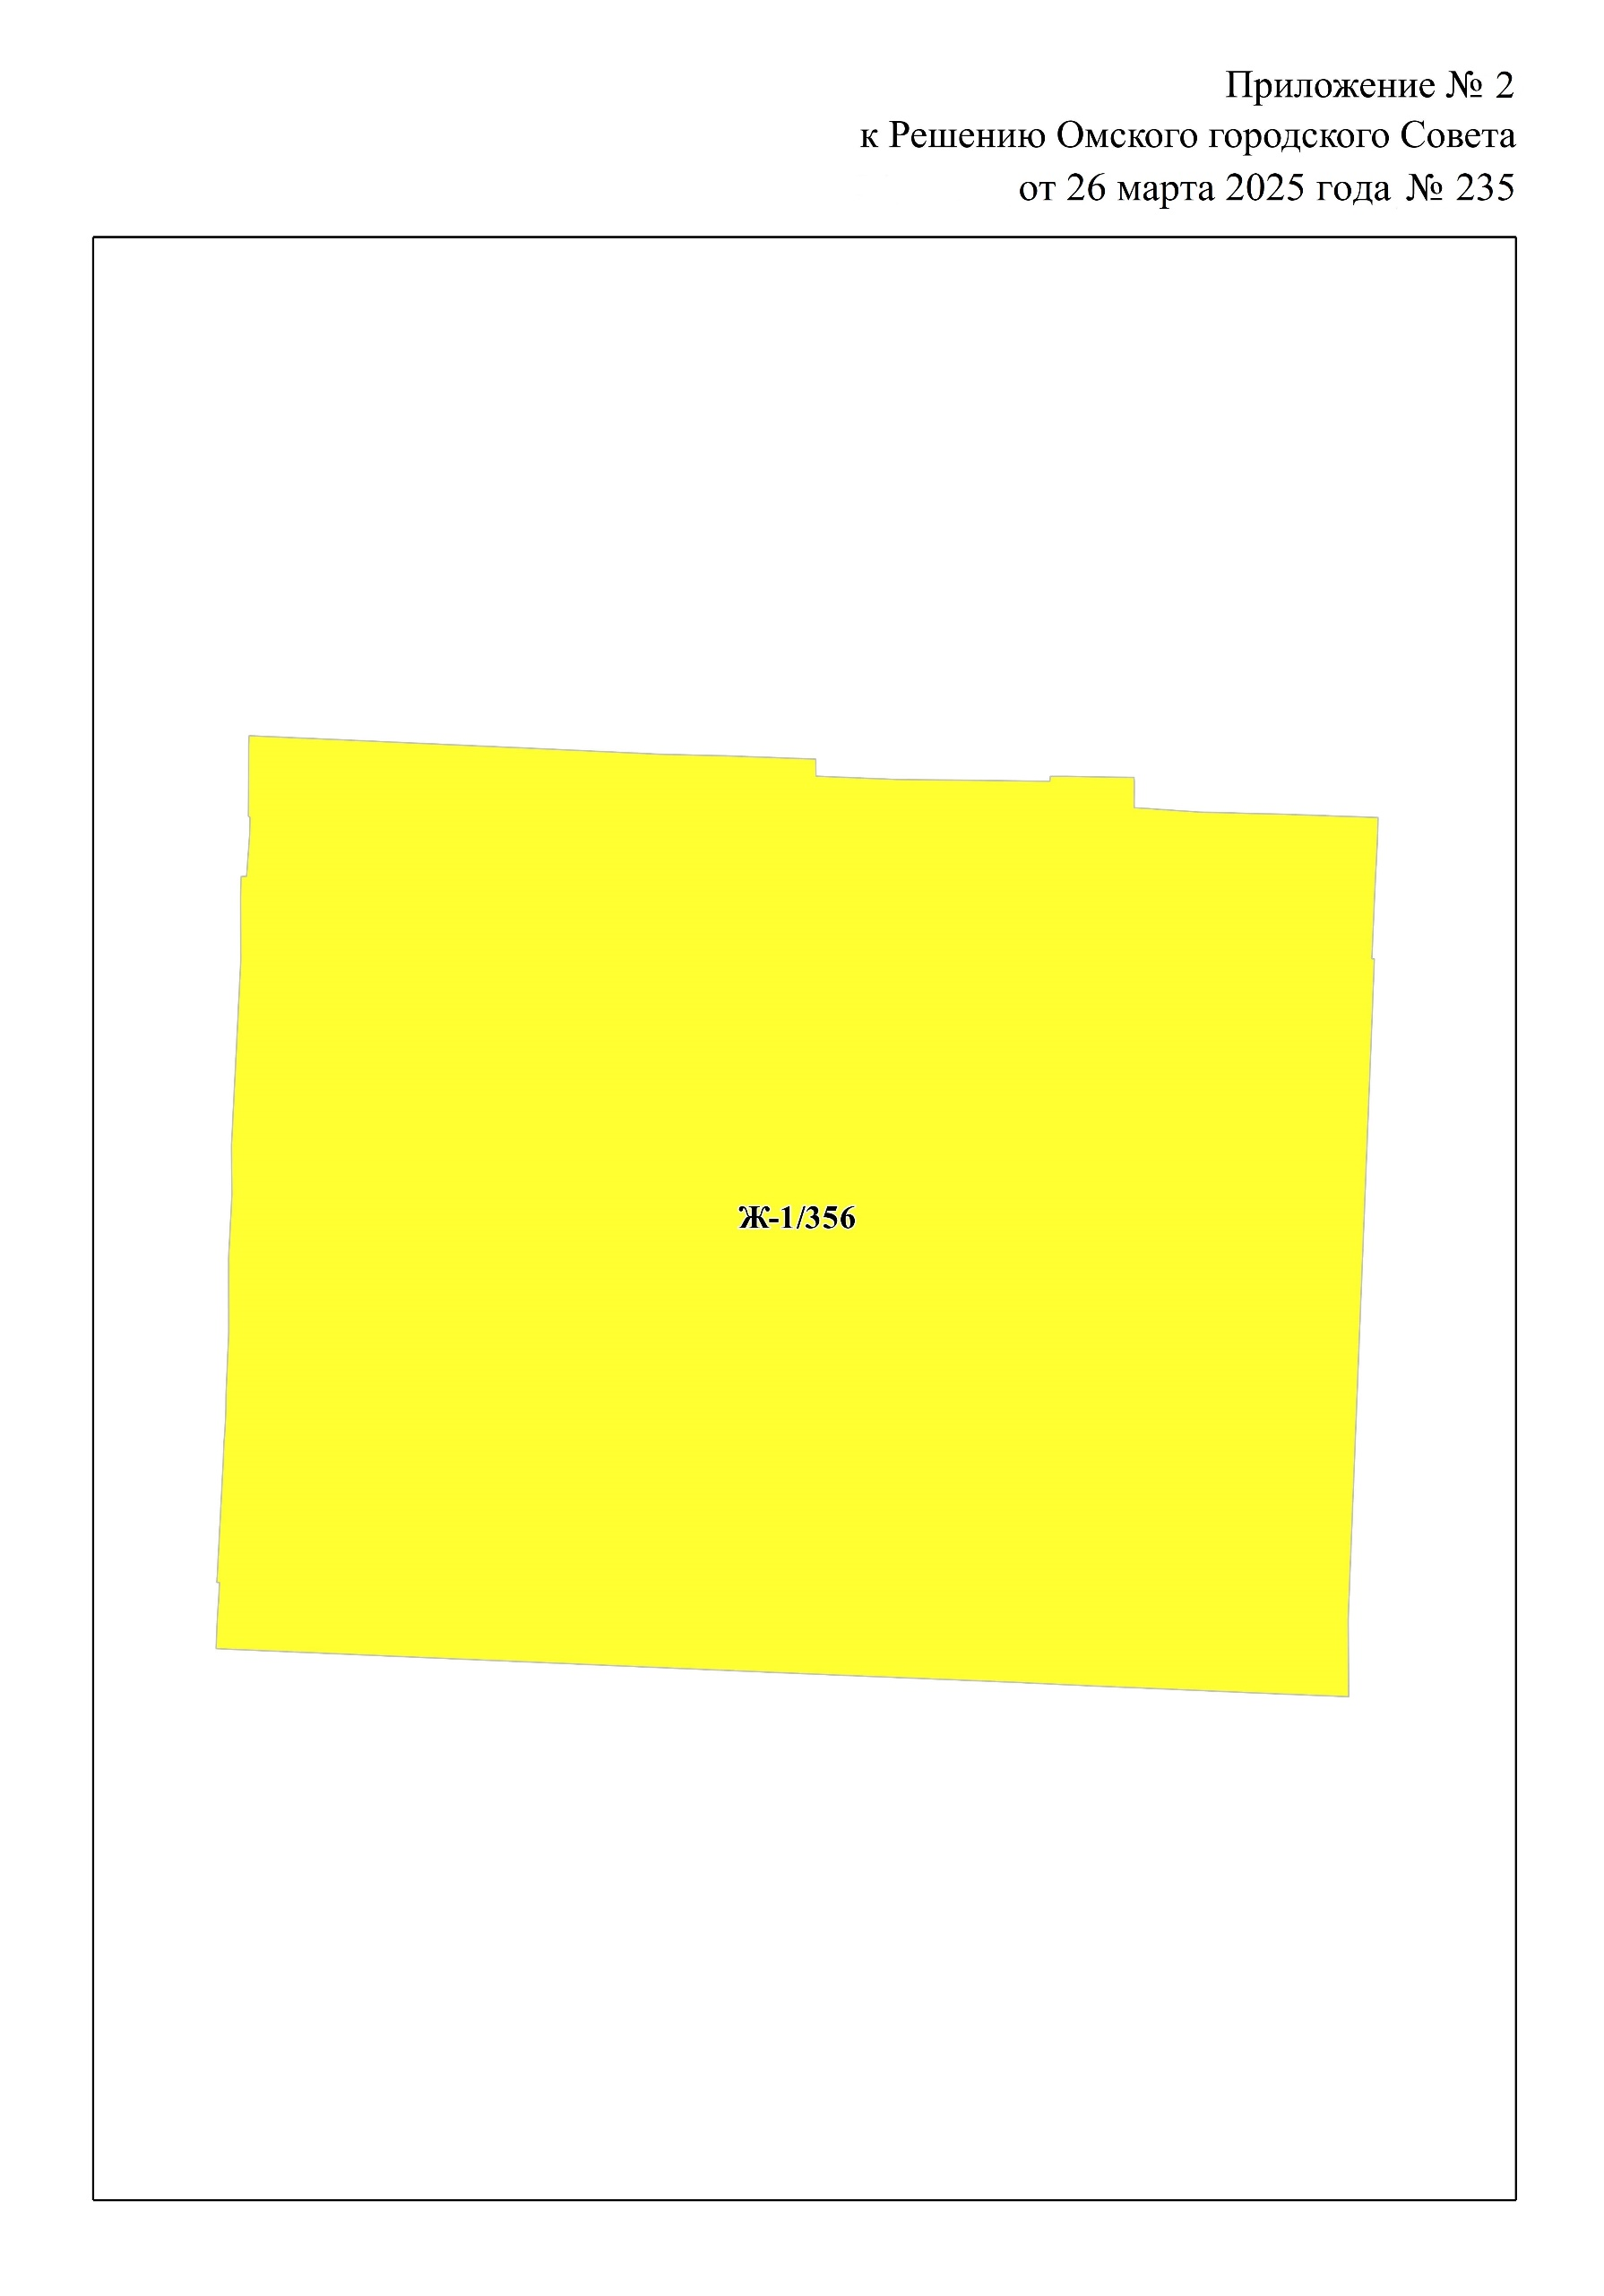 Приложение № 2
к Решению Омского городского Совета
от 26 марта 2025 года № 235
Ж-1/356